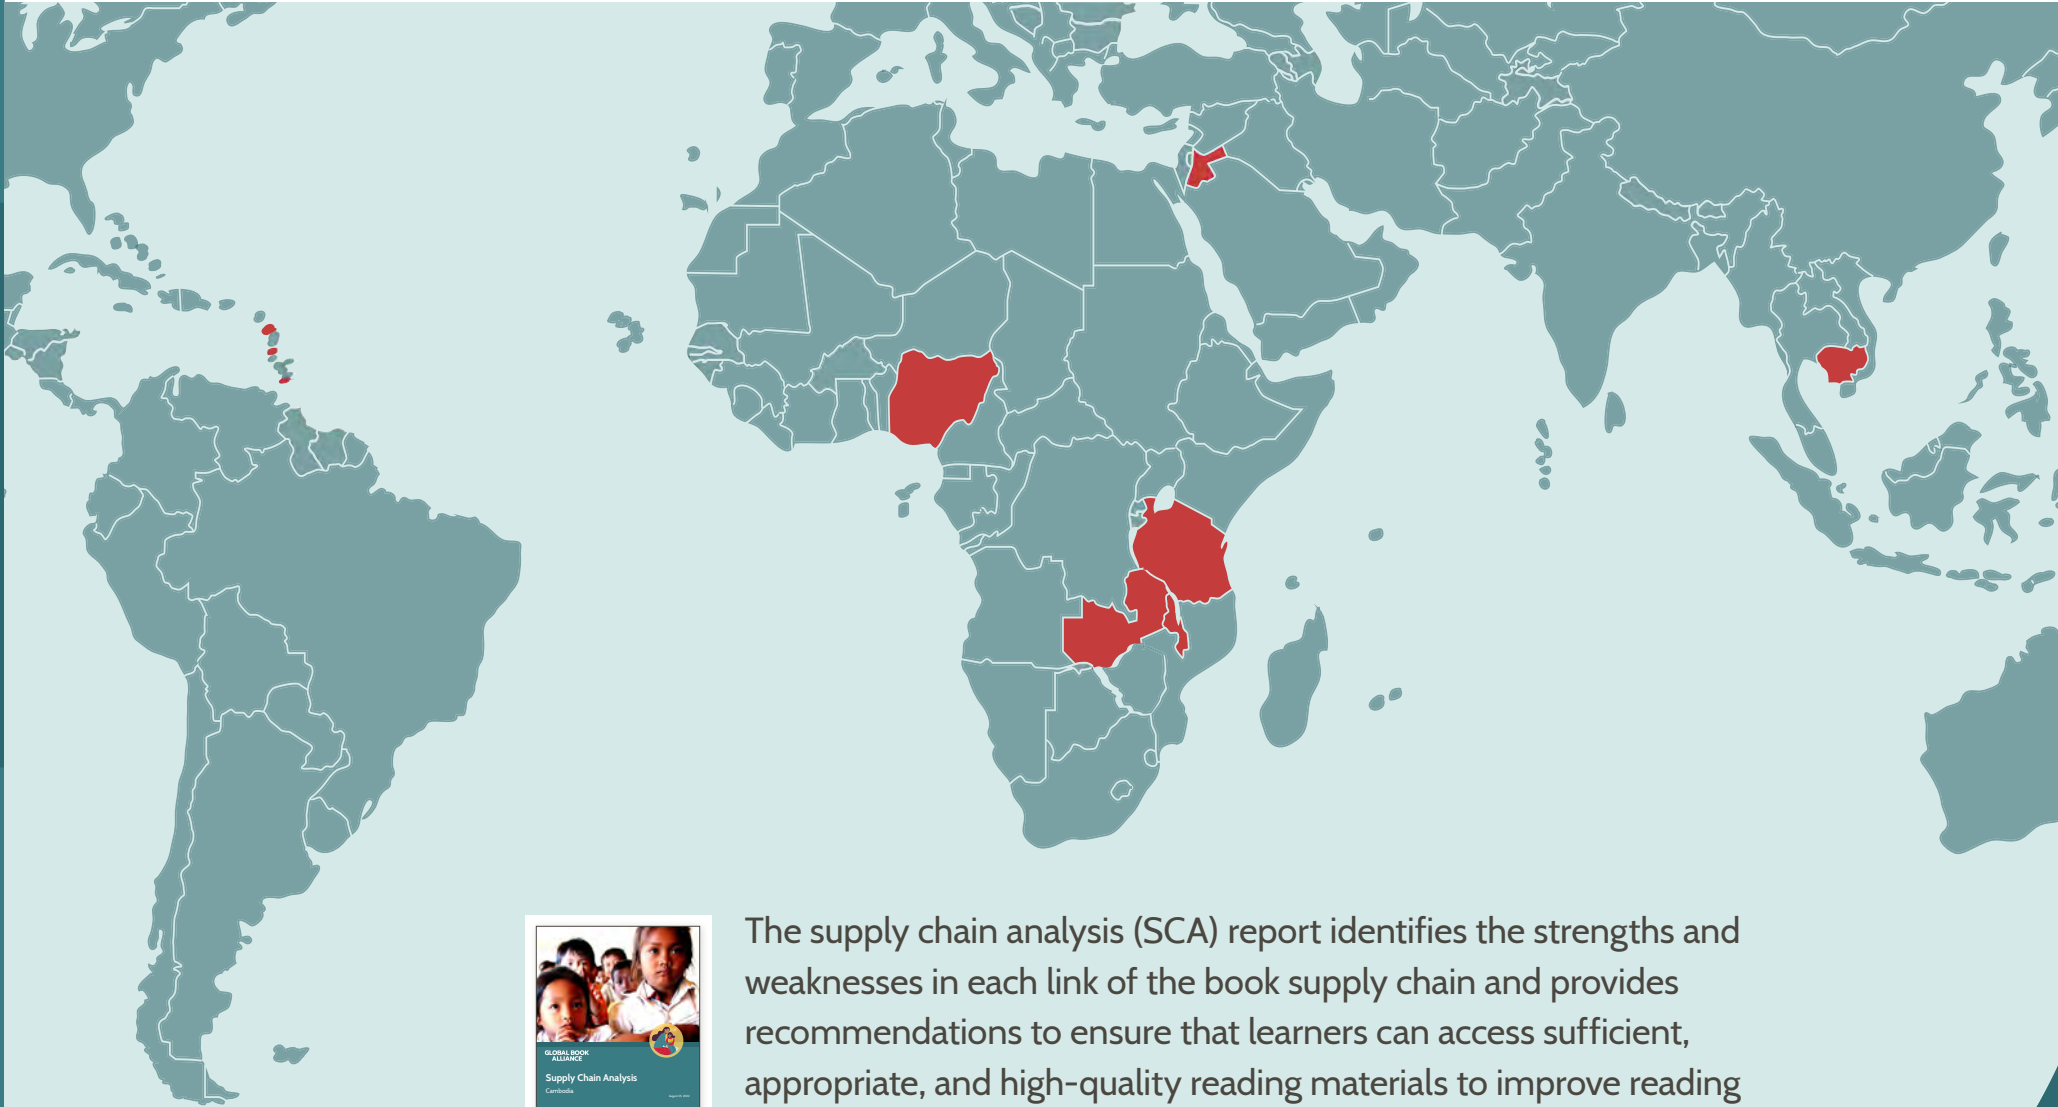 The supply chain analysis (SCA) report identifies the strengths and
weaknesses in each link of the book supply chain and provides
recommendations to ensure that learners can access sufficient,
appropriate, and high-quality reading materials to improve reading
GLOBAL BOOK
ALLIANCE
Supply Chain Analysis
Cambodia